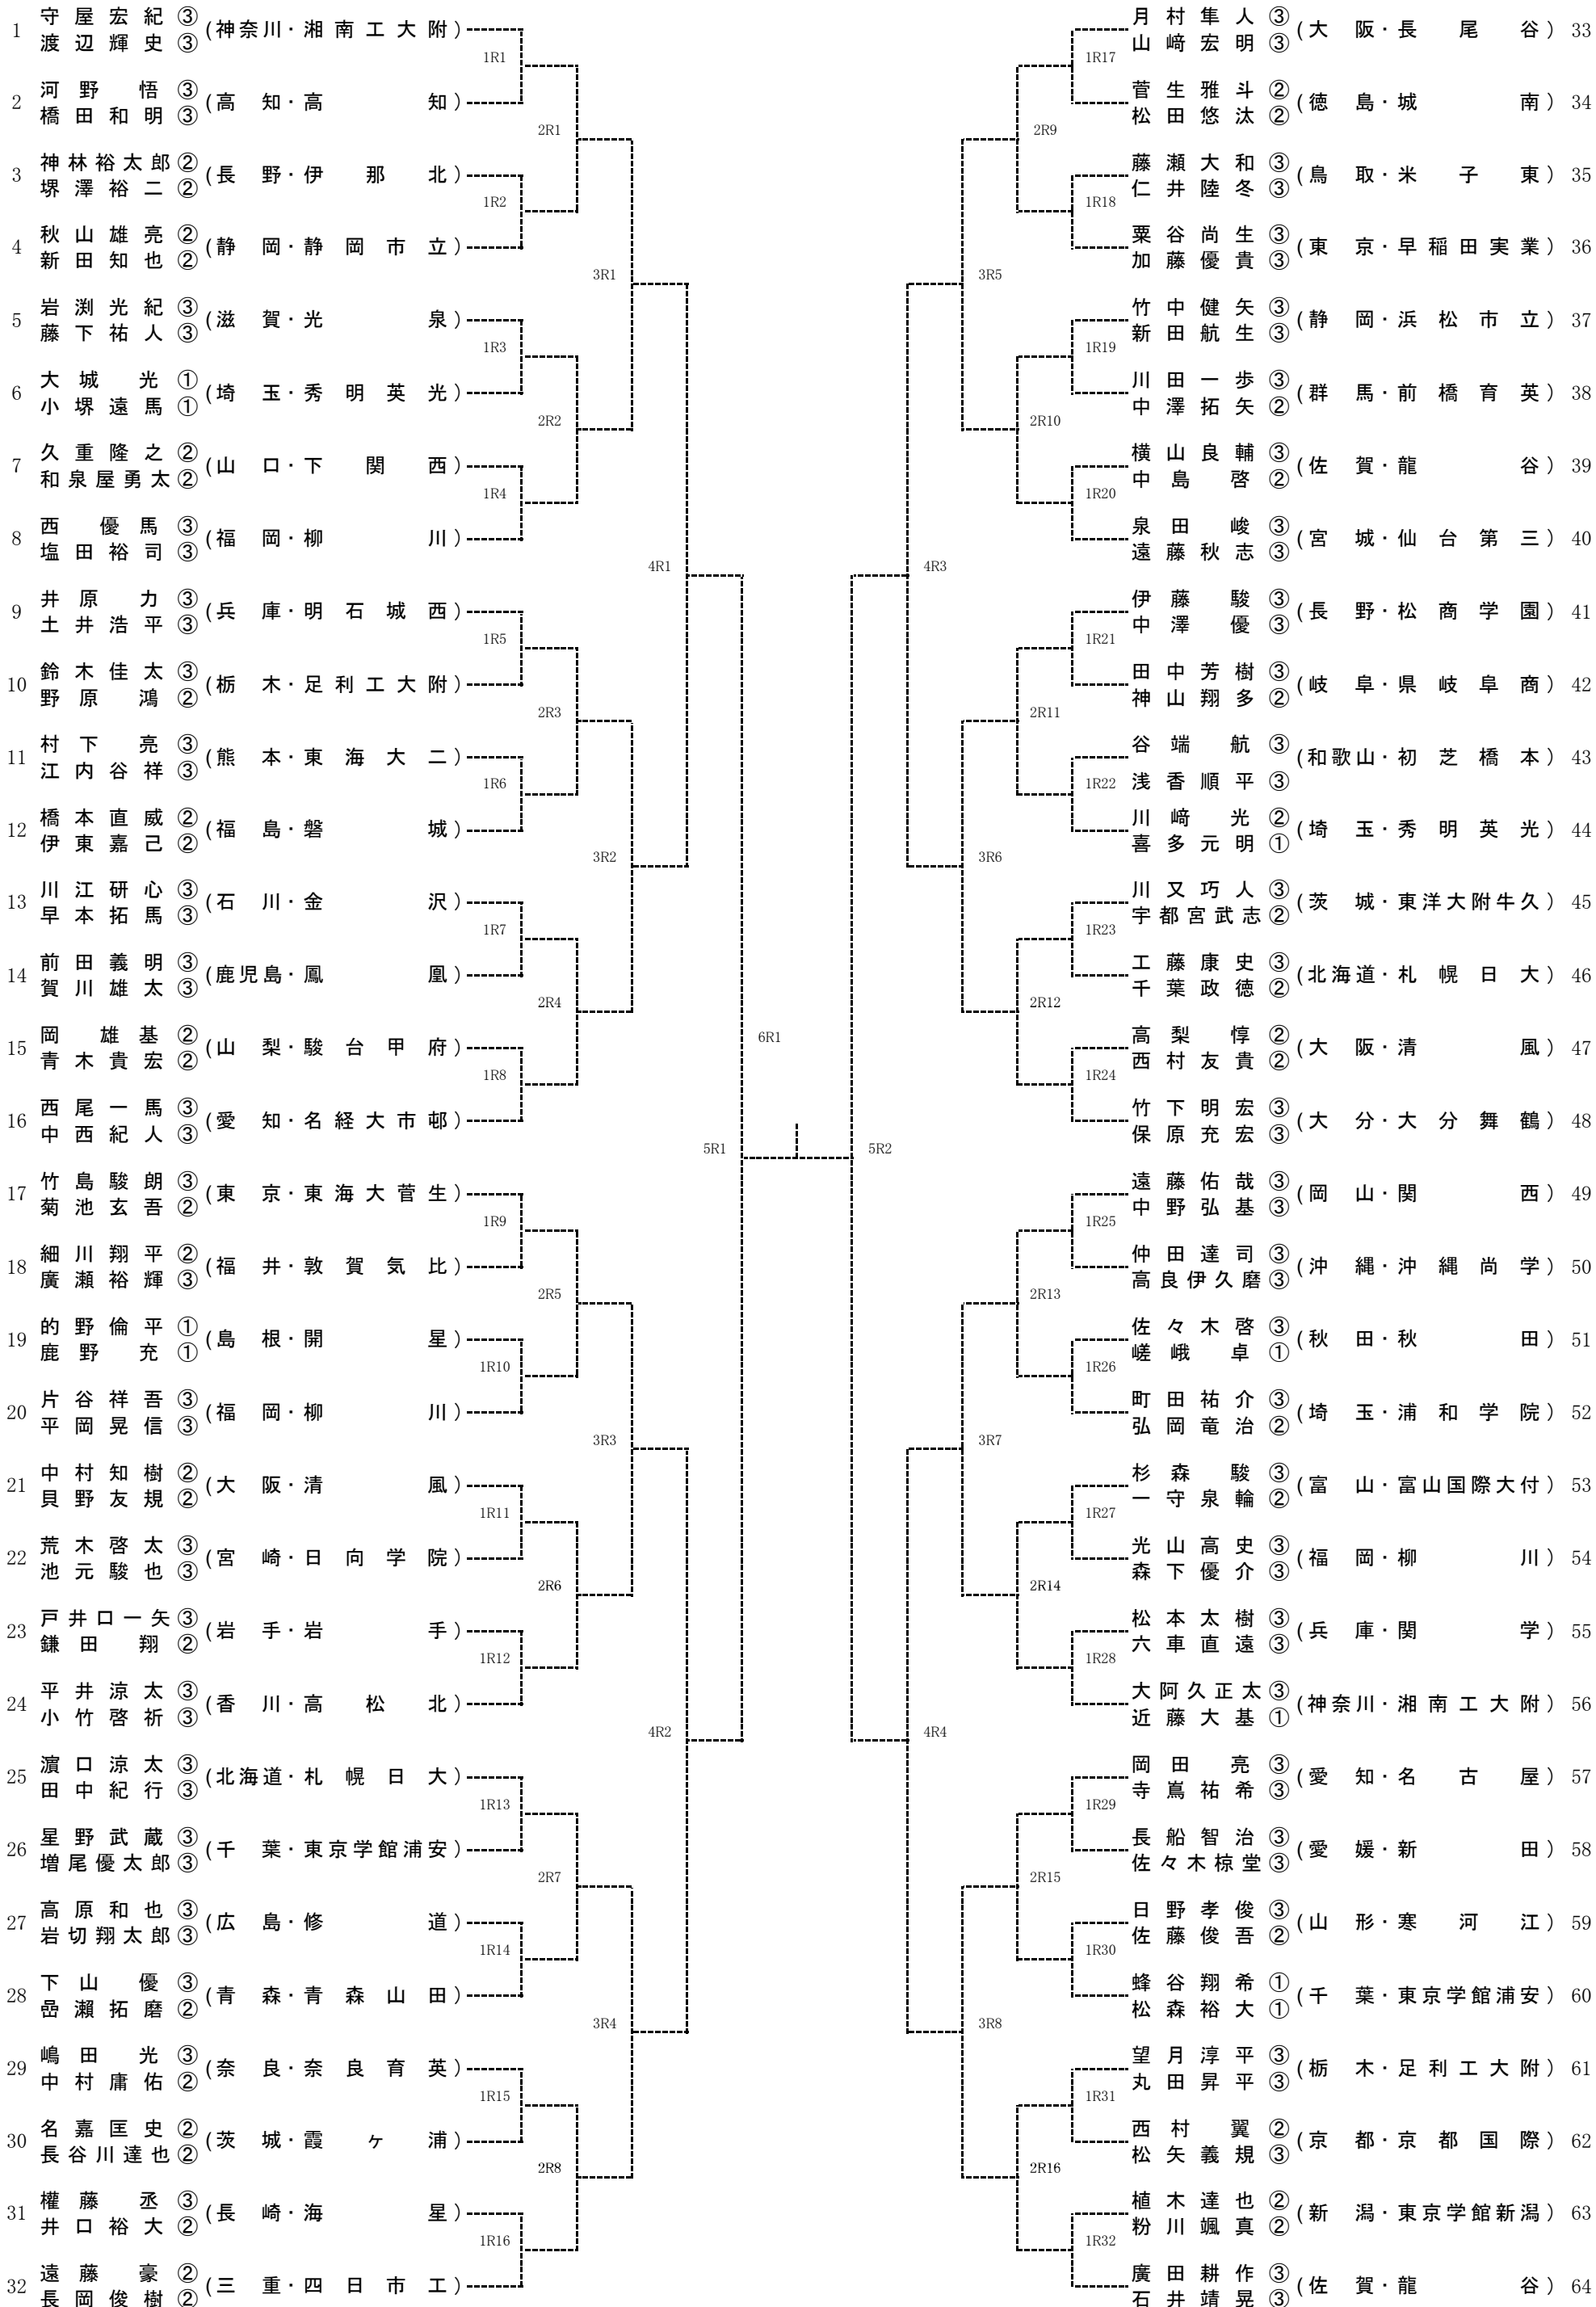 1 守屋宏紀③ 渡辺輝史③ (神奈川・湘南工大附)
1R1
2 河野悟③ 橋田和明③ (高知・高知)
2R1
3 神林裕太郎② 堺澤裕二② (長野・伊那北)
1R2
4 秋山雄亮② 新田知也② (静岡・静岡市立)
3R1
5 岩渕光紀③ 藤下祐人③ (滋賀・光泉)
1R3
6 大城光① 小堺遠馬① (埼玉・秀明英光)
2R2
7 久重隆之② 和泉屋勇太② (山口・下関西)
1R4
8 西優馬③ 塩田裕司③ (福岡・柳川)
4R1
9 井原力③ 土井浩平③ (兵庫・明石城西)
1R5
10 鈴木佳太③ 野原鴻② (栃木・足利工大附)
2R3
11 村下亮③ 江内谷祥③ (熊本・東海大二)
1R6
12 橋本直威② 伊東嘉己② (福島・磐城)
3R2
13 川江研心③ 早本拓馬③ (石川・金沢)
1R7
14 前田義明③ 賀川雄太③ (鹿児島・鳳凰)
2R4
15 岡雄基② 青木貴宏② (山梨・駿台甲府)
6R1
1R8
16 西尾一馬③ 中西紀人③ (愛知・名経大市邨)
5R1
17 竹島駿朗③ 菊池玄吾② (東京・東海大菅生)
1R9
18 細川翔平② 廣瀬裕輝③ (福井・敦賀気比)
2R5
19 的野倫平① 鹿野充① (島根・開星)
1R10
20 片谷祥吾③ 平岡晃信③ (福岡・柳川)
3R3
21 中村知樹② 貝野友規② (大阪・清風)
1R11
22 荒木啓太③ 池元駿也③ (宮崎・日向学院)
2R6
23 戸井口一矢③ 鎌田翔② (岩手・岩手)
1R12
24 平井涼太③ 小竹啓祈③ (香川・高松北)
4R2
25 濵口涼太③ 田中紀行③ (北海道・札幌日大)
1R13
26 星野武蔵③ 増尾優太郎③ (千葉・東京学館浦安)
2R7
27 高原和也③ 岩切翔太郎③ (広島・修道)
1R14
28 下山優③ 嵒瀬拓磨② (青森・青森山田)
3R4
29 嶋田光③ 中村庸佑② (奈良・奈良育英)
1R15
30 名嘉匡史② 長谷川達也② (茨城・霞ヶ浦)
2R8
31 權藤丞③ 井口裕大② (長崎・海星)
1R16
32 遠藤豪② 長岡俊樹② (三重・四日市工)
月村隼人③ 山﨑宏明③ (大阪・長尾谷) 33
1R17
菅生雅斗② 松田悠汰② (徳島・城南) 34
2R9
藤瀬大和③ 仁井陸冬③ (鳥取・米子東) 35
1R18
粟谷尚生③ 加藤優貴③ (東京・早稲田実業) 36
3R5
竹中健矢③ 新田航生③ (静岡・浜松市立) 37
1R19
川田一歩③ 中澤拓矢② (群馬・前橋育英) 38
2R10
横山良輔③ 中島啓② (佐賀・龍谷) 39
1R20
泉田峻③ 遠藤秋志③ (宮城・仙台第三) 40
4R3
伊藤駿③ 中澤優③ (長野・松商学園) 41
1R21
田中芳樹③ 神山翔多② (岐阜・県岐阜商) 42
2R11
谷端航③ 浅香順平③ (和歌山・初芝橋本) 43
1R22
川﨑光② 喜多元明① (埼玉・秀明英光) 44
3R6
川又巧人③ 宇都宮武志② (茨城・東洋大附牛久) 45
1R23
工藤康史③ 千葉政徳② (北海道・札幌日大) 46
2R12
高梨惇② 西村友貴② (大阪・清風) 47
1R24
竹下明宏③ 保原充宏③ (大分・大分舞鶴) 48
5R2
遠藤佑哉③ 中野弘基③ (岡山・関西) 49
1R25
仲田達司③ 高良伊久磨③ (沖縄・沖縄尚学) 50
2R13
佐々木啓③ 嵯峨卓① (秋田・秋田) 51
1R26
町田祐介③ 弘岡竜治② (埼玉・浦和学院) 52
3R7
杉森駿③ 一守泉輪② (富山・富山国際大付) 53
1R27
光山高史③ 森下優介③ (福岡・柳川) 54
2R14
松本太樹③ 六車直遠③ (兵庫・関学) 55
1R28
大阿久正太③ 近藤大基① (神奈川・湘南工大附) 56
4R4
岡田亮③ 寺嶌祐希③ (愛知・名古屋) 57
1R29
長船智治③ 佐々木椋堂③ (愛媛・新田) 58
2R15
日野孝俊③ 佐藤俊吾② (山形・寒河江) 59
1R30
蜂谷翔希① 松森裕大① (千葉・東京学館浦安) 60
3R8
望月淳平③ 丸田昇平③ (栃木・足利工大附) 61
1R31
西村翼② 松矢義規③ (京都・京都国際) 62
2R16
植木達也② 粉川颯真② (新潟・東京学館新潟) 63
1R32
廣田耕作③ 石井靖晃③ (佐賀・龍谷) 64